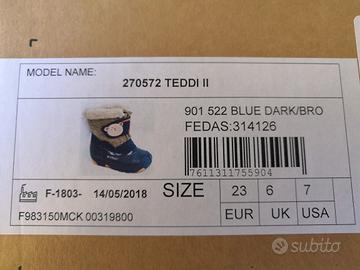 MODEL NAME:
270572 TEDDI II
901 522 BLUE DARK/BRO
FEDAS:314126
7611311755904
F-1803- 14/05/2018 SIZE 23 6 7
EUR UK USA
F983150MCK 00319800
subito